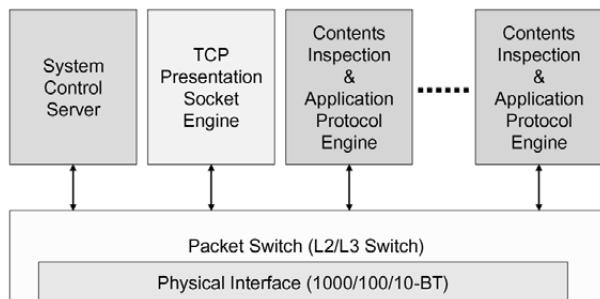 System
Control
Server
TCP
Presentation
Socket
Engine
Contents
Inspection
&
Application
Protocol
Engine
Contents
Inspection
&
Application
Protocol
Engine
Packet Switch (L2/L3 Switch)
Physical Interface (1000/100/10-BT)